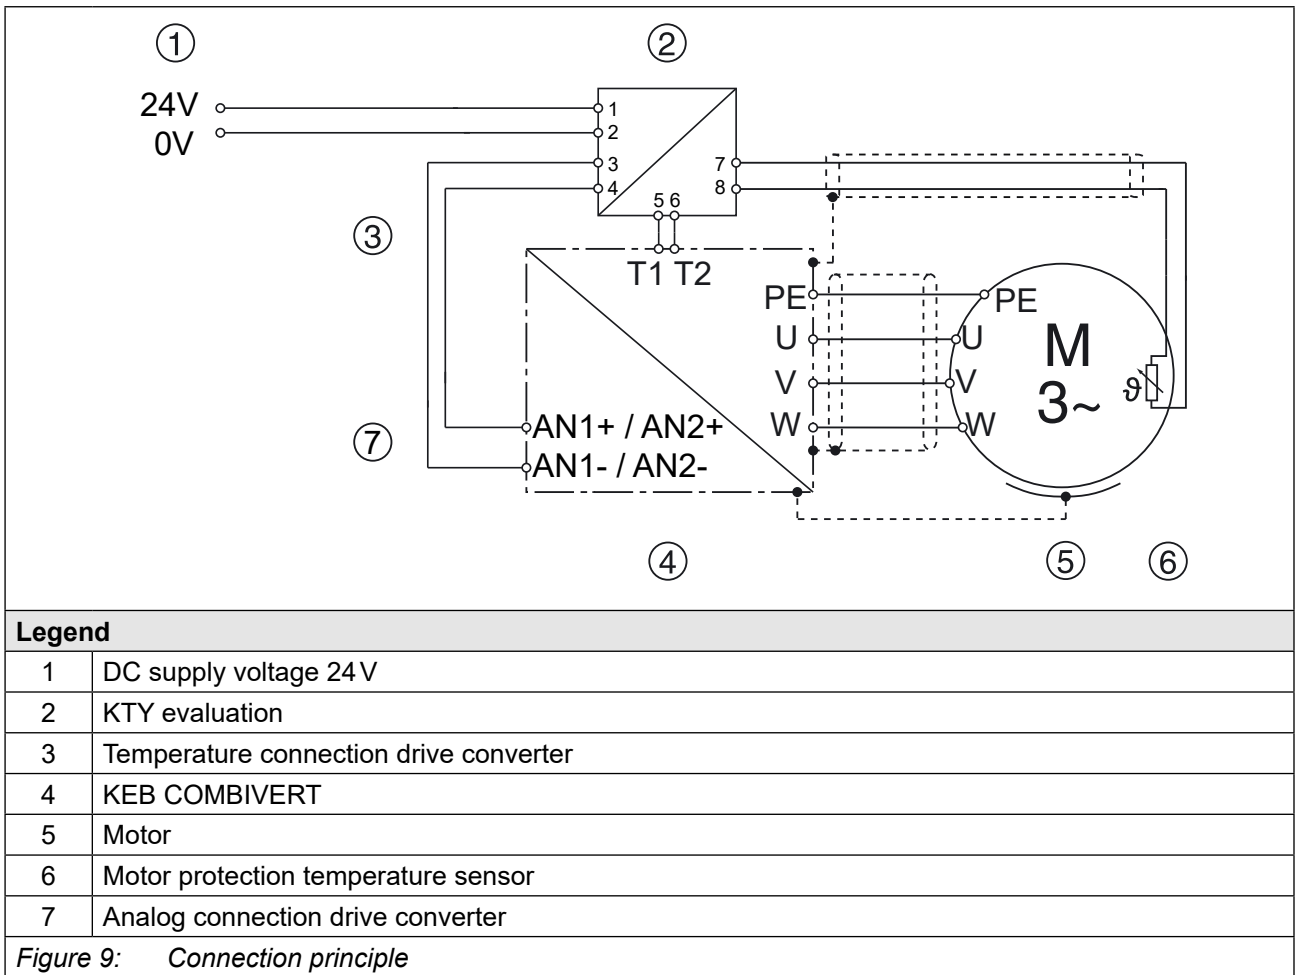 ① ②
24V
0V
1
2
3
4
7
8
5 6
③
T1 T2
PE
PE
U
U
V
V
W
W
M
3~
ϑ
⑦
AN1+ / AN2+
AN1- / AN2-
④ ⑤ ⑥
Legend
1 DC supply voltage 24 V
2 KTY evaluation
3 Temperature connection drive converter
4 KEB COMBIVERT
5 Motor
6 Motor protection temperature sensor
7 Analog connection drive converter
Figure 9: Connection principle